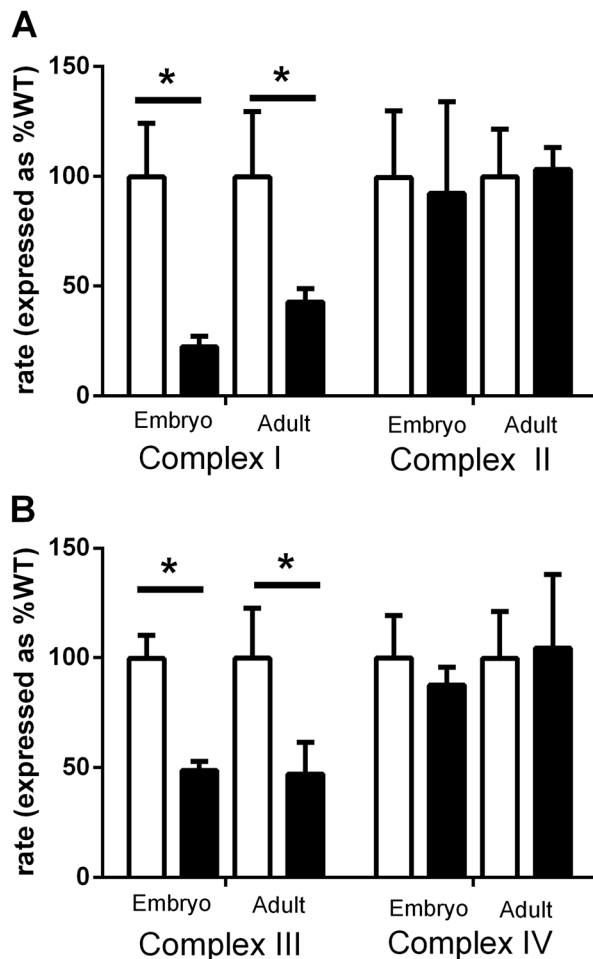 A
rate (expressed as %WT)
150
100
50
0
* *
Embryo Adult Embryo Adult
Complex I Complex II
B
rate (expressed as %WT)
150
100
50
0
* *
Embryo Adult Embryo Adult
Complex III Complex IV